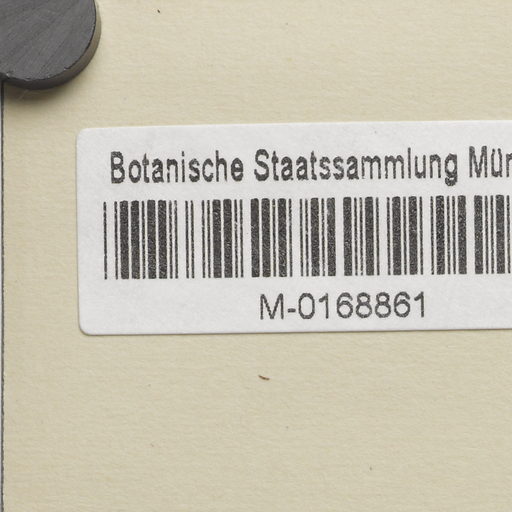 Botanische Staatssammlung Mün
M-0168861